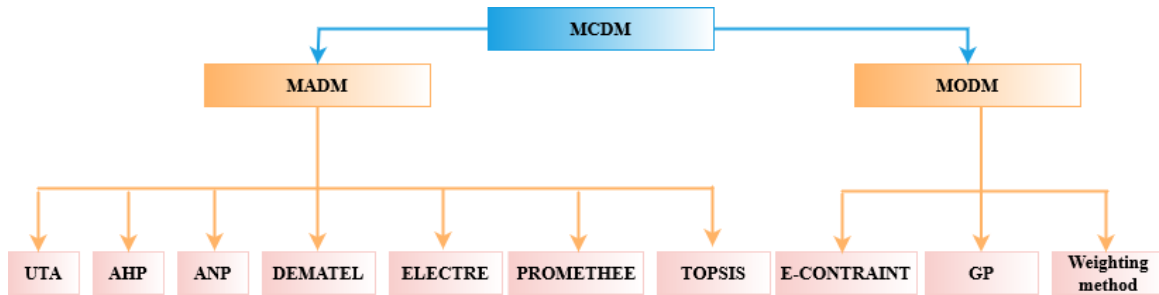 MCDM
MADM
MODM
UTA
AHP
ANP
DEMATEL
ELECTRE
PROMETHEE
TOPSIS
E-CONTRAINT
GP
Weighting
method